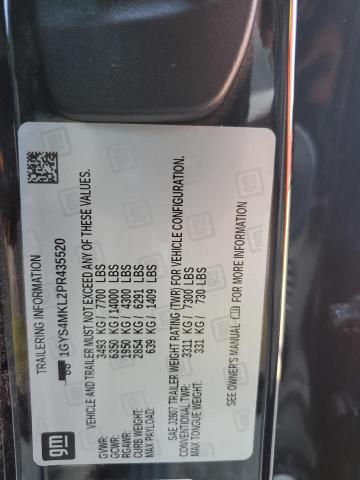 TRAILERING INFORMATION
1GYS4MKL2PR435520
VEHICLE AND TRAILER MUST NOT EXCEED ANY OF THESE VALUES.
GVWR: 3493 KG / 7700 LBS
GCWR: 6350 KG / 14000 LBS
RGAWR: 1950 KG / 4300 LBS
CURB WEIGHT: 2854 KG / 6291 LBS
MAX PAYLOAD: 639 KG / 1409 LBS
SAE J2807 TRAILER WEIGHT RATING (TWR) FOR VEHICLE CONFIGURATION.
CONVENTIONAL TWR: 3311 KG / 7300 LBS
MAX TONGUE WEIGHT: 331 KG / 730 LBS
SEE OWNER'S MANUAL FOR MORE INFORMATION
gm